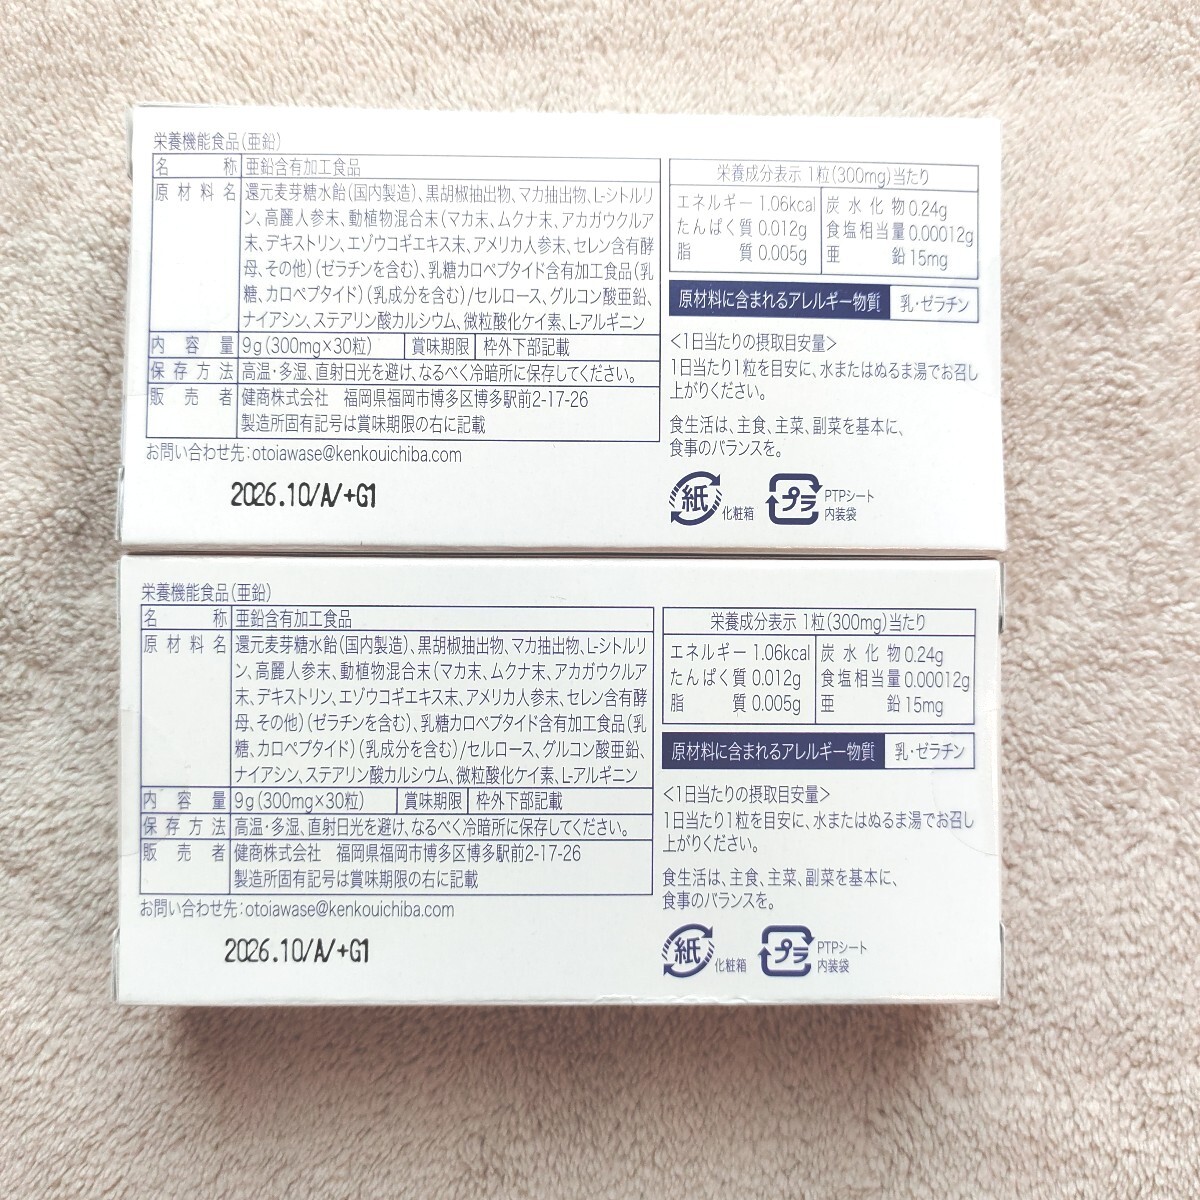 栄養機能食品(亜鉛)
名称 亜鉛含有加工食品
原材料名 還元麦芽糖水飴(国内製造)、黒胡椒抽出物、マカ抽出物、L-シトルリ
ン、高麗人参末、動植物混合末(マカ末、ムクナ末、アカガウクルア
末、デキストリン、エゾウコギエキス末、アメリカ人参末、セレン含有酵
母、その他)(ゼラチンを含む)、乳糖カロペプタイド含有加工食品(乳
糖、カロペプタイド)(乳成分を含む)/セルロース、グルコン酸亜鉛、
ナイアシン、ステアリン酸カルシウム、微粒酸化ケイ素、L-アルギニン
内容量 9g(300mg×30粒) 賞味期限 枠外下部記載
保存方法 高温・多湿、直射日光を避け、なるべく冷暗所に保存してください。
販売者 健商株式会社 福岡県福岡市博多区博多駅前2-17-26
製造所固有記号は賞味期限の右に記載
お問い合わせ先:otoiawase@kenkouichiba.com
2026.10/A/+G1
栄養成分表示 1粒(300mg)当たり
エネルギー 1.06kcal 炭水化物 0.24g
たんぱく質 0.012g 食塩相当量 0.00012g
脂質 0.005g 亜鉛 15mg
原材料に含まれるアレルギー物質 乳・ゼラチン
<1日当たりの摂取目安量>
1日当たり1粒を目安に、水またはぬるま湯でお召し
上がりください。
食生活は、主食、主菜、副菜を基本に、
食事のバランスを。
紙 化粧箱 プラ PTPシート
内装袋
栄養機能食品(亜鉛)
名称 亜鉛含有加工食品
原材料名 還元麦芽糖水飴(国内製造)、黒胡椒抽出物、マカ抽出物、L-シトルリ
ン、高麗人参末、動植物混合末(マカ末、ムクナ末、アカガウクルア
末、デキストリン、エゾウコギエキス末、アメリカ人参末、セレン含有酵
母、その他)(ゼラチンを含む)、乳糖カロペプタイド含有加工食品(乳
糖、カロペプタイド)(乳成分を含む)/セルロース、グルコン酸亜鉛、
ナイアシン、ステアリン酸カルシウム、微粒酸化ケイ素、L-アルギニン
内容量 9g(300mg×30粒) 賞味期限 枠外下部記載
保存方法 高温・多湿、直射日光を避け、なるべく冷暗所に保存してください。
販売者 健商株式会社 福岡県福岡市博多区博多駅前2-17-26
製造所固有記号は賞味期限の右に記載
お問い合わせ先:otoiawase@kenkouichiba.com
2026.10/A/+G1
栄養成分表示 1粒(300mg)当たり
エネルギー 1.06kcal 炭水化物 0.24g
たんぱく質 0.012g 食塩相当量 0.00012g
脂質 0.005g 亜鉛 15mg
原材料に含まれるアレルギー物質 乳・ゼラチン
<1日当たりの摂取目安量>
1日当たり1粒を目安に、水またはぬるま湯でお召し
上がりください。
食生活は、主食、主菜、副菜を基本に、
食事のバランスを。
紙 化粧箱 プラ PTPシート
内装袋